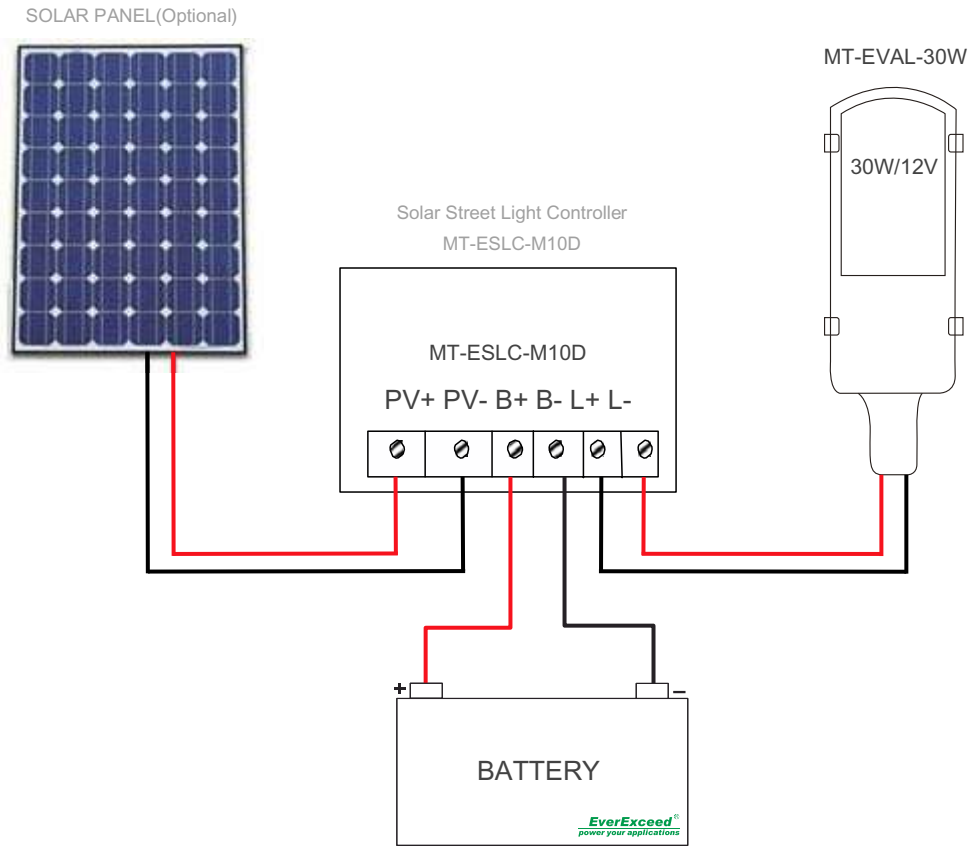 SOLAR PANEL(Optional)
MT-EVAL-30W
30W/12V
Solar Street Light Controller
MT-ESLC-M10D
MT-ESLC-M10D
PV+ PV- B+ B- L+ L-
+ −
BATTERY
EverExceed®
power your applications